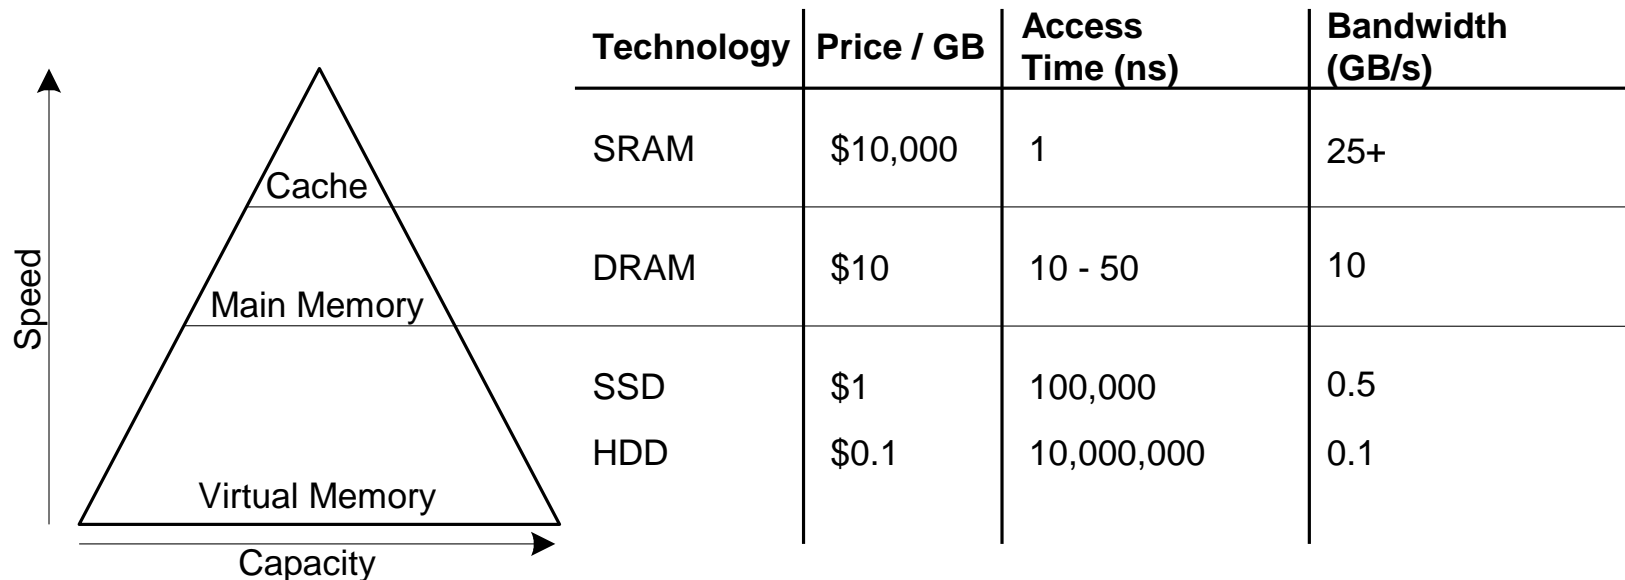 Technology Price / GB Access Time (ns) Bandwidth (GB/s)
SRAM $10,000 1 25+
Cache
DRAM $10 10 - 50 10
Main Memory
SSD $1 100,000 0.5
HDD $0.1 10,000,000 0.1
Virtual Memory
Speed
Capacity